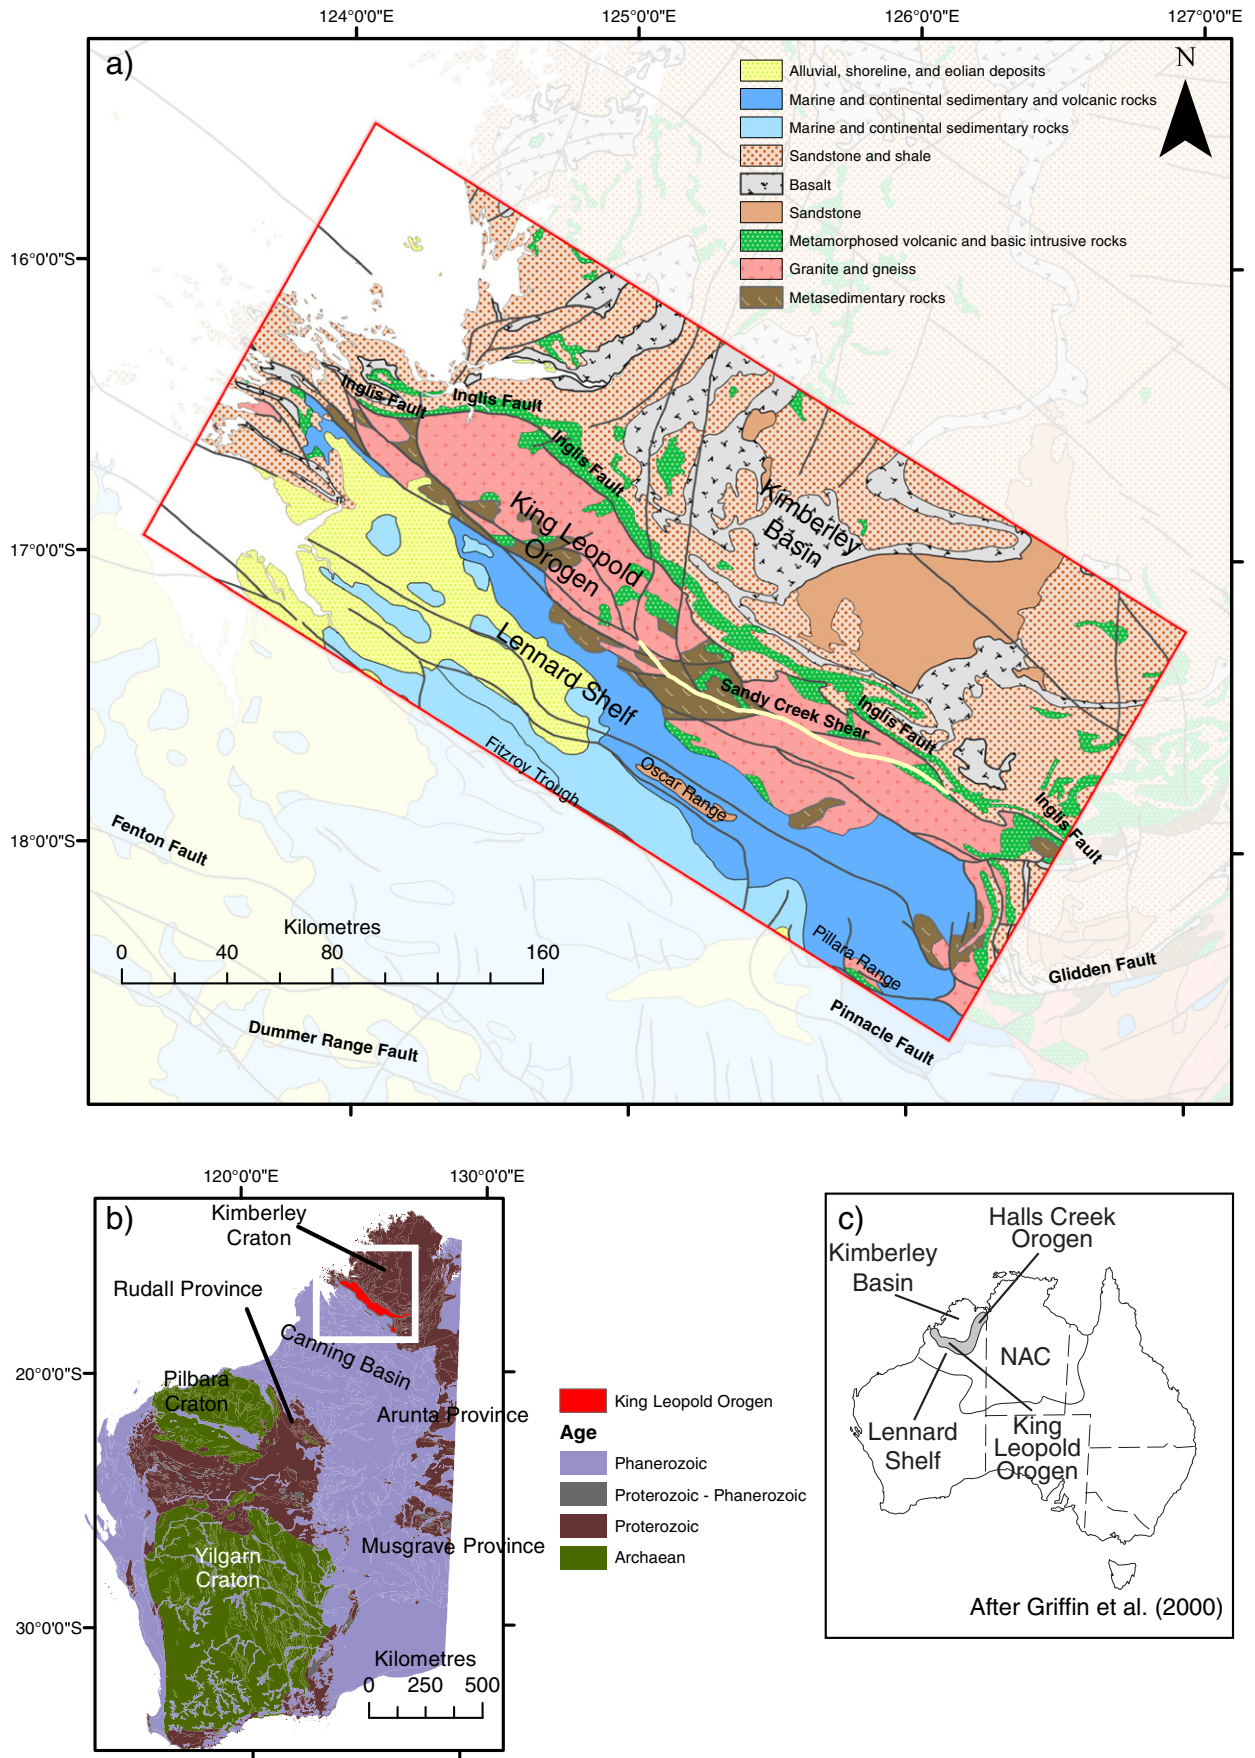 124°0'0"E
125°0'0"E
126°0'0"E
127°0'0"E
a)
N
Alluvial, shoreline, and eolian deposits
Marine and continental sedimentary and volcanic rocks
Marine and continental sedimentary rocks
Sandstone and shale
Basalt
Sandstone
Metamorphosed volcanic and basic intrusive rocks
Granite and gneiss
Metasedimentary rocks
16°0'0"S
17°0'0"S
18°0'0"S
Inglis Fault
Inglis Fault
Inglis Fault
Kimberley
Basin
King Leopold
Orogen
Lennard Shelf
Sandy Creek Shear
Inglis Fault
Fitzroy Trough
Oscar Range
Inglis Fault
Fenton Fault
Pillara Range
Glidden Fault
Pinnacle Fault
Dummer Range Fault
Kilometres
0 40 80 160
120°0'0"E
130°0'0"E
b)
Kimberley
Craton
Rudall Province
Canning Basin
20°0'0"S
Pilbara
Craton
Arunta Province
Musgrave Province
Yilgarn
Craton
30°0'0"S
Kilometres
0 250 500
King Leopold Orogen
Age
Phanerozoic
Proterozoic - Phanerozoic
Proterozoic
Archaean
c)
Halls Creek
Orogen
Kimberley
Basin
NAC
Lennard
Shelf
King
Leopold
Orogen
After Griffin et al. (2000)